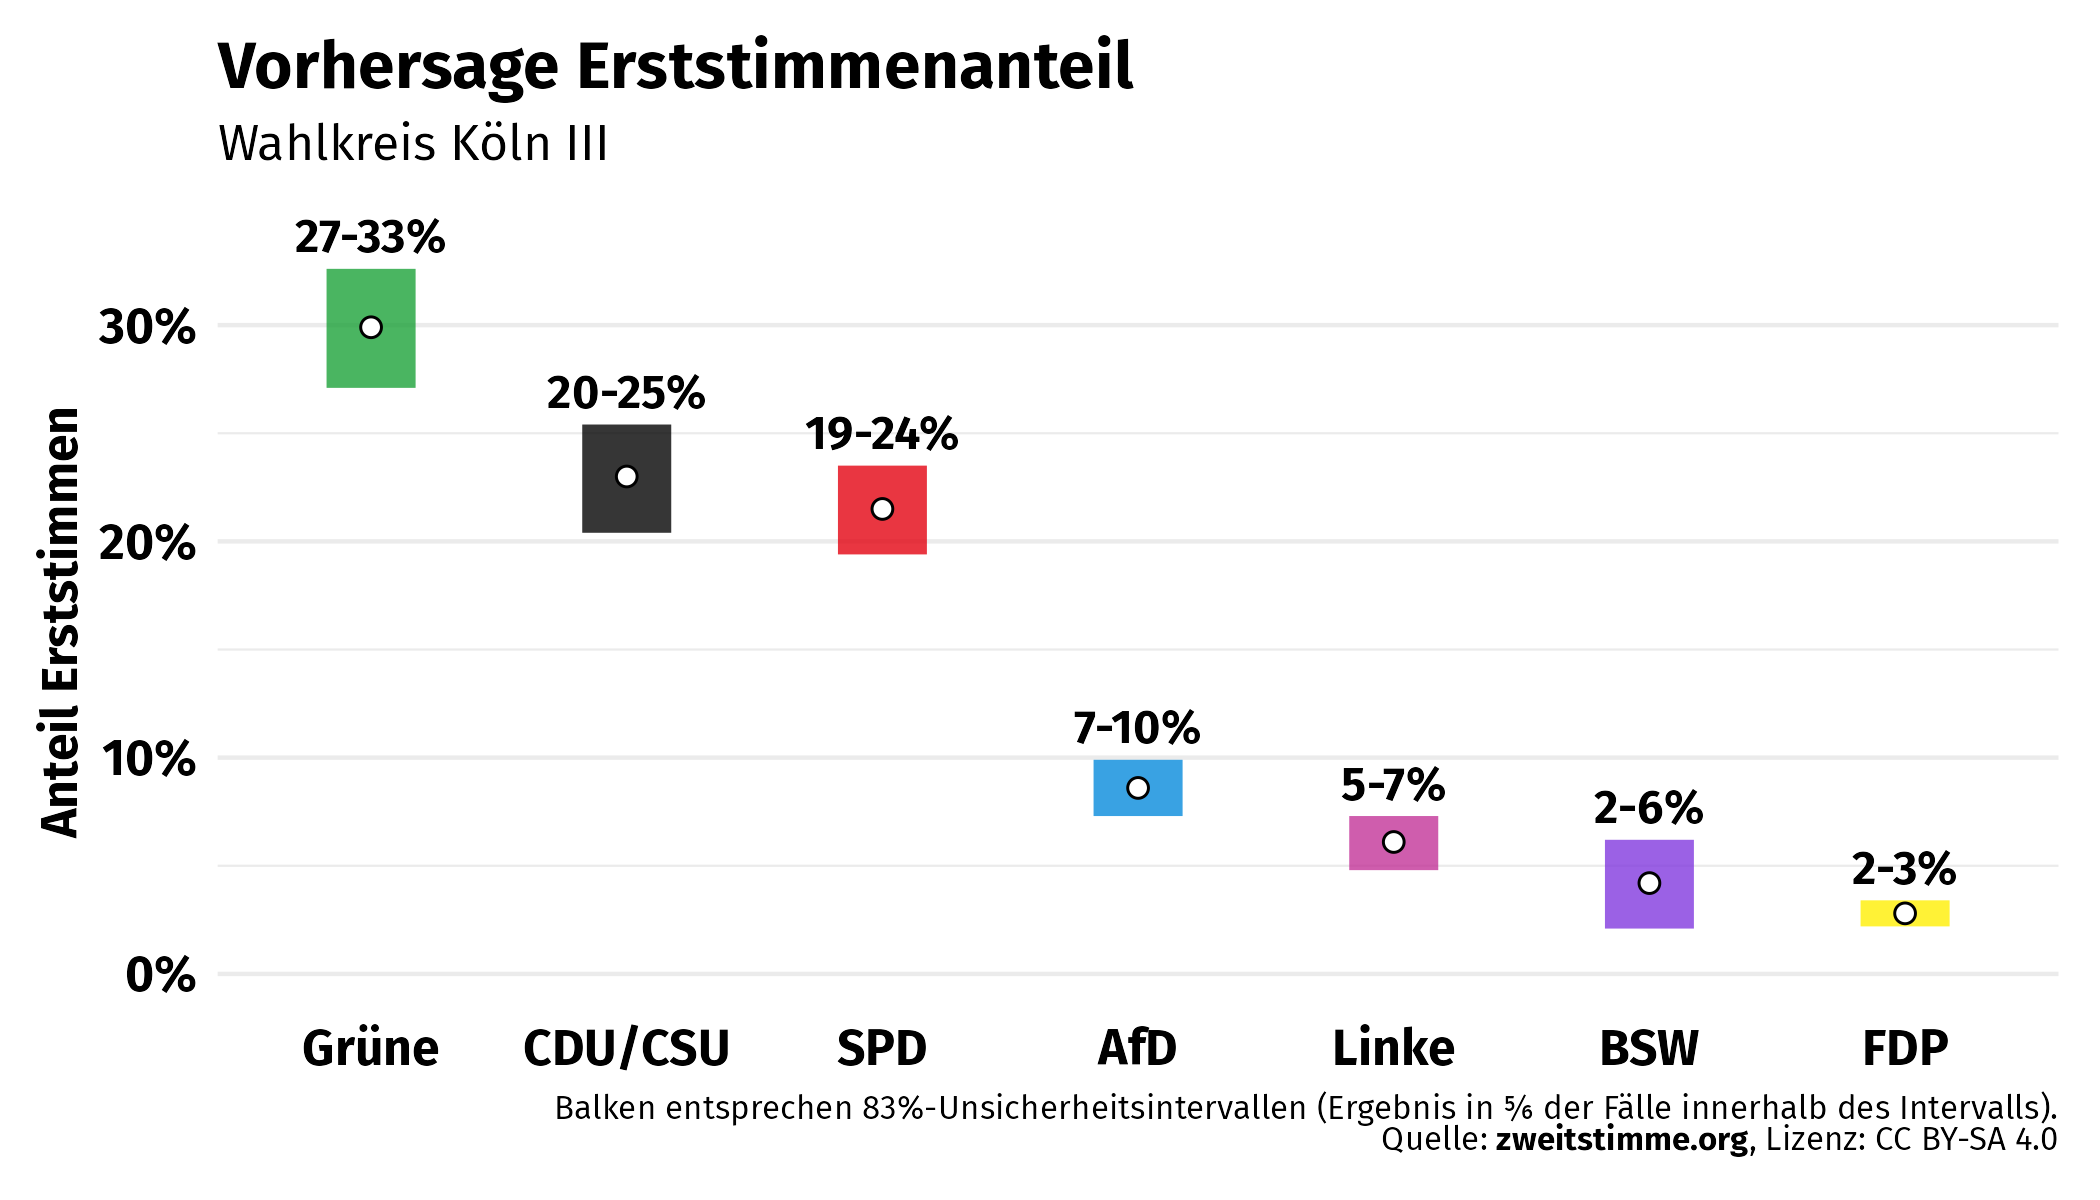 Vorhersage Erststimmenanteil
Wahlkreis Köln III
27-33%
30%
20-25%
19-24%
20%
Anteil Erststimmen
7-10%
10%
5-7%
2-6%
2-3%
0%
Grüne CDU/CSU SPD AfD Linke BSW FDP
Balken entsprechen 83%-Unsicherheitsintervallen (Ergebnis in ⅚ der Fälle innerhalb des Intervalls).
Quelle: zweitstimme.org, Lizenz: CC BY-SA 4.0